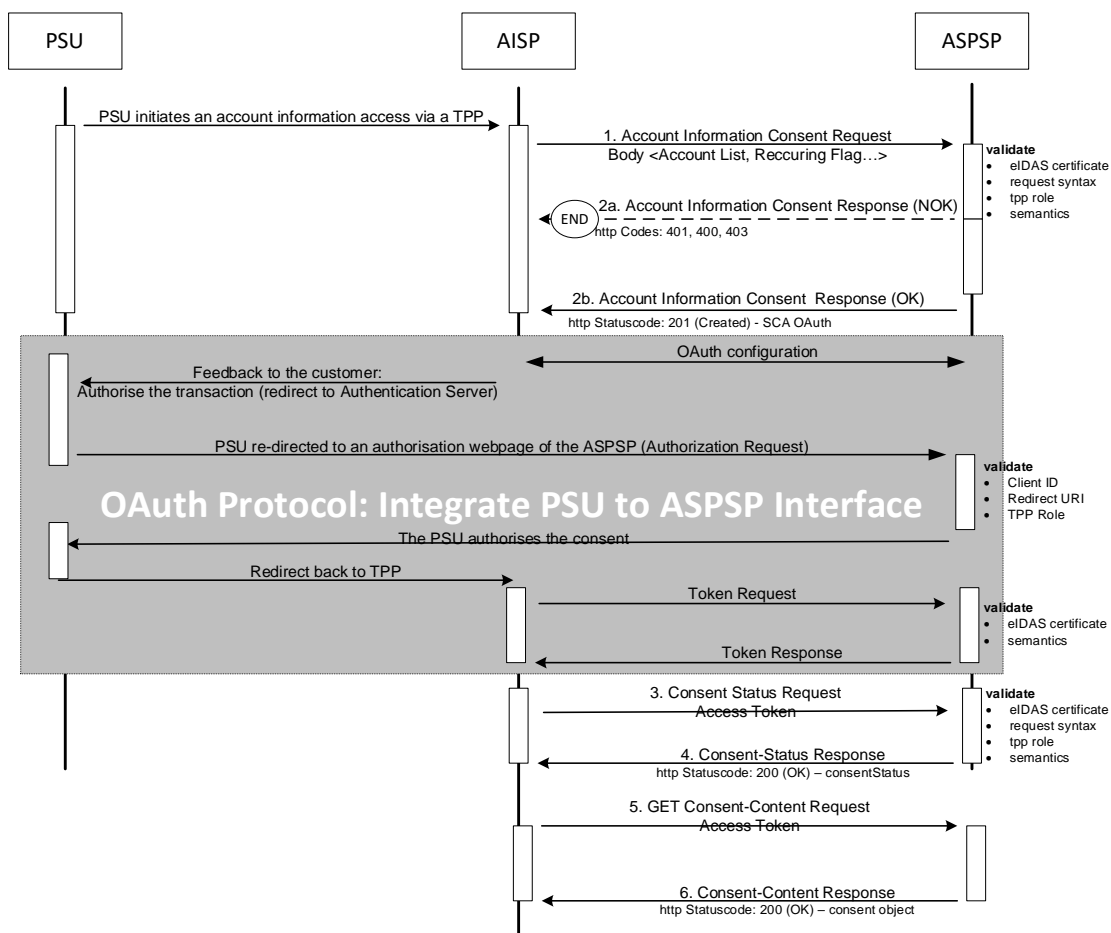 PSU
AISP
ASPSP
PSU initiates an account information access via a TPP
1. Account Information Consent Request
Body <Account List, Reccuring Flag…>
validate
• eIDAS certificate
• request syntax
• tpp role
• semantics
2a. Account Information Consent Response (NOK)
END
http Codes: 401, 400, 403
2b. Account Information Consent Response (OK)
http Statuscode: 201 (Created) - SCA OAuth
OAuth configuration
Feedback to the customer:
Authorise the transaction (redirect to Authentication Server)
PSU re-directed to an authorisation webpage of the ASPSP (Authorization Request)
validate
• Client ID
• Redirect URI
• TPP Role
OAuth Protocol: Integrate PSU to ASPSP Interface
The PSU authorises the consent
Redirect back to TPP
Token Request
validate
• eIDAS certificate
• semantics
Token Response
3. Consent Status Request
Access Token
validate
• eIDAS certificate
• request syntax
• tpp role
• semantics
4. Consent-Status Response
http Statuscode: 200 (OK) – consentStatus
5. GET Consent-Content Request
Access Token
6. Consent-Content Response
http Statuscode: 200 (OK) – consent object